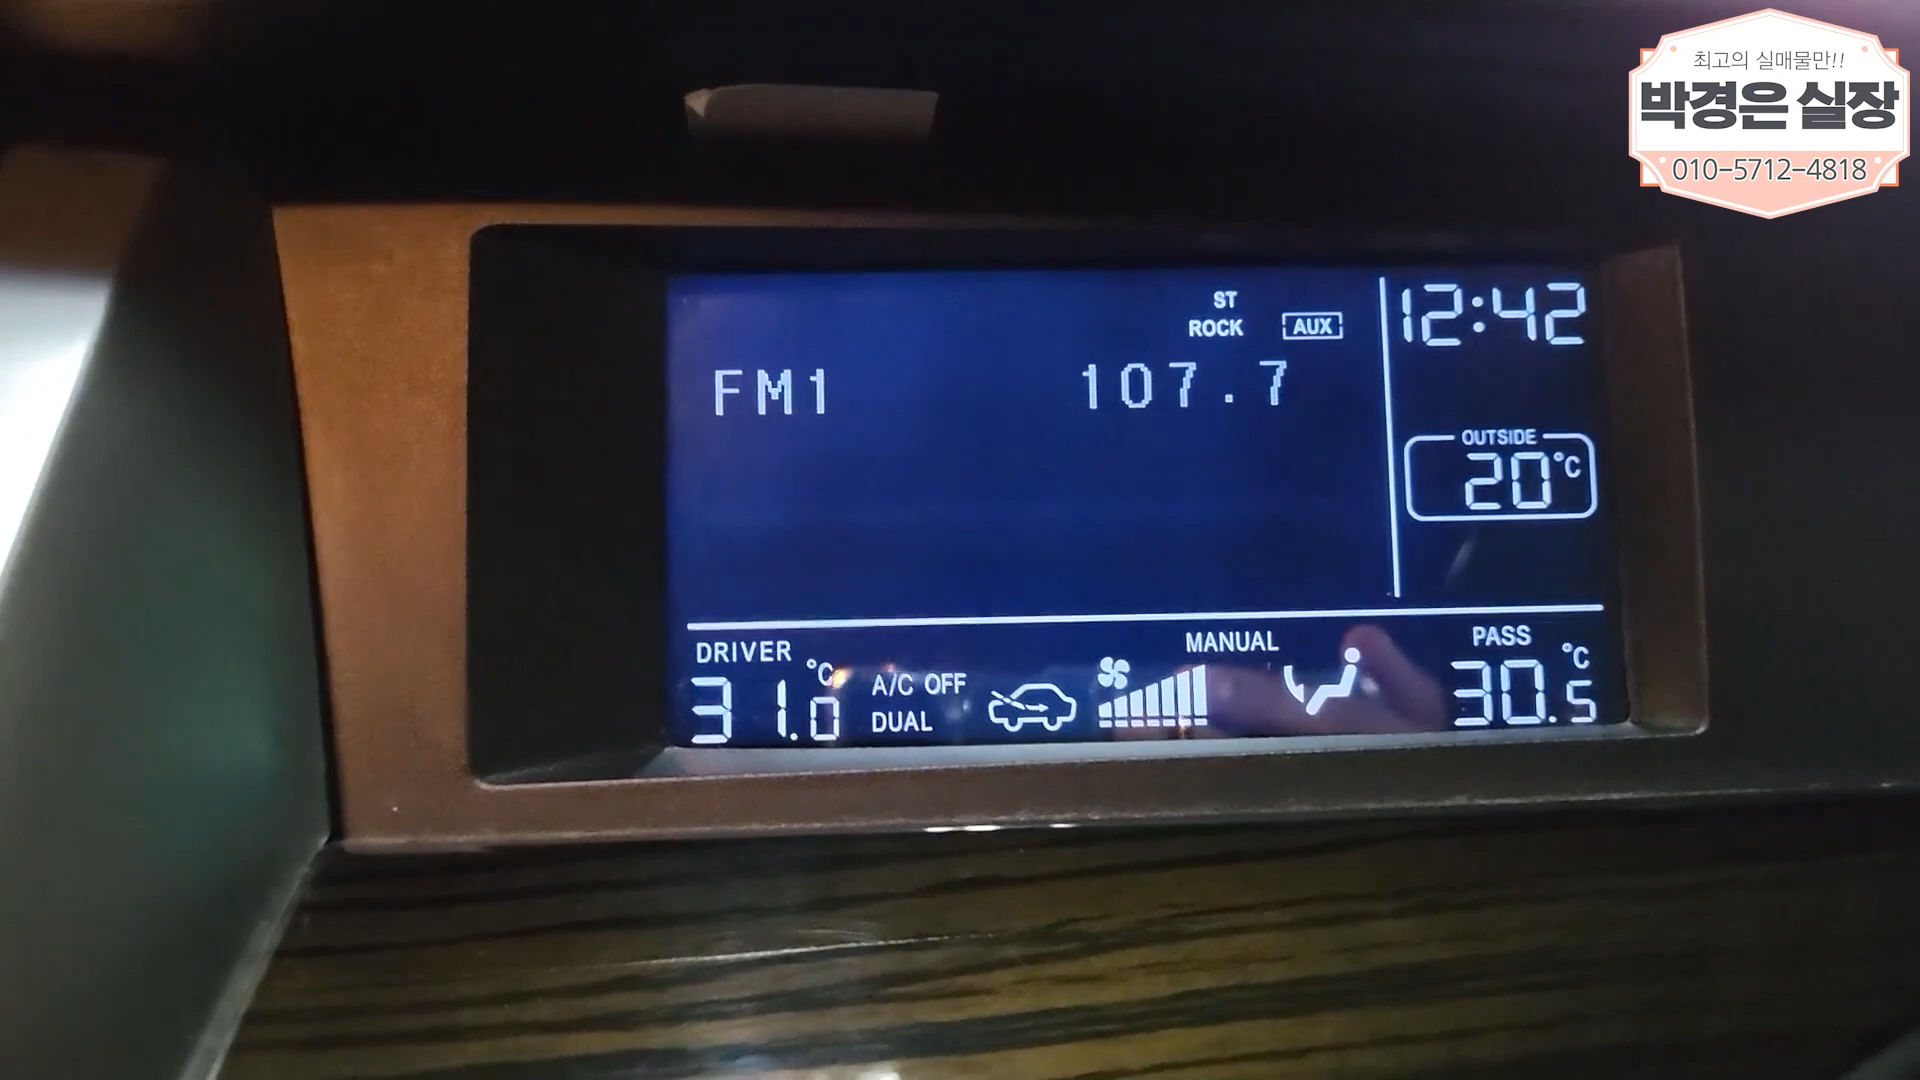 최고의 실매물만!!
박경은 실장
010-5712-4818
ST
ROCK
AUX
12:42
FM1 107.7
OUTSIDE
20°C
DRIVER
31.0 °C
A/C OFF
DUAL
MANUAL
PASS
30.5 °C